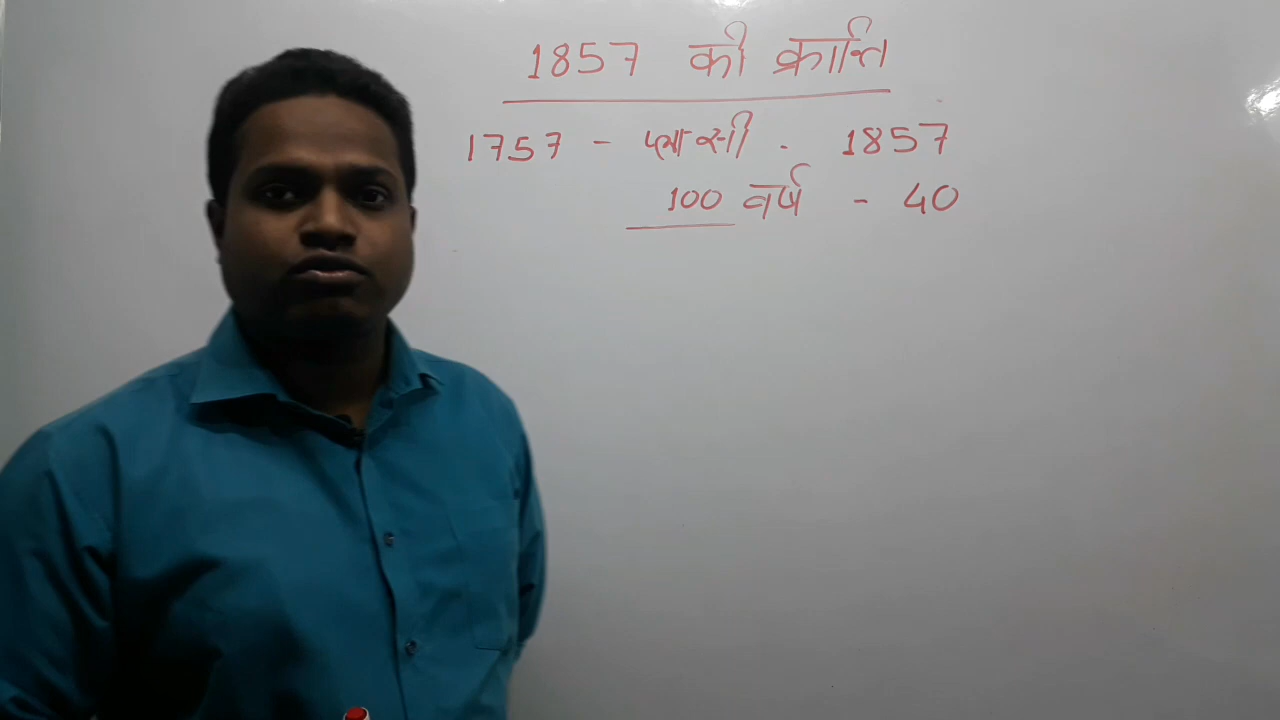 1857 की क्रान्ति
1757 - प्लासी . 1857
100 वर्ष - 40